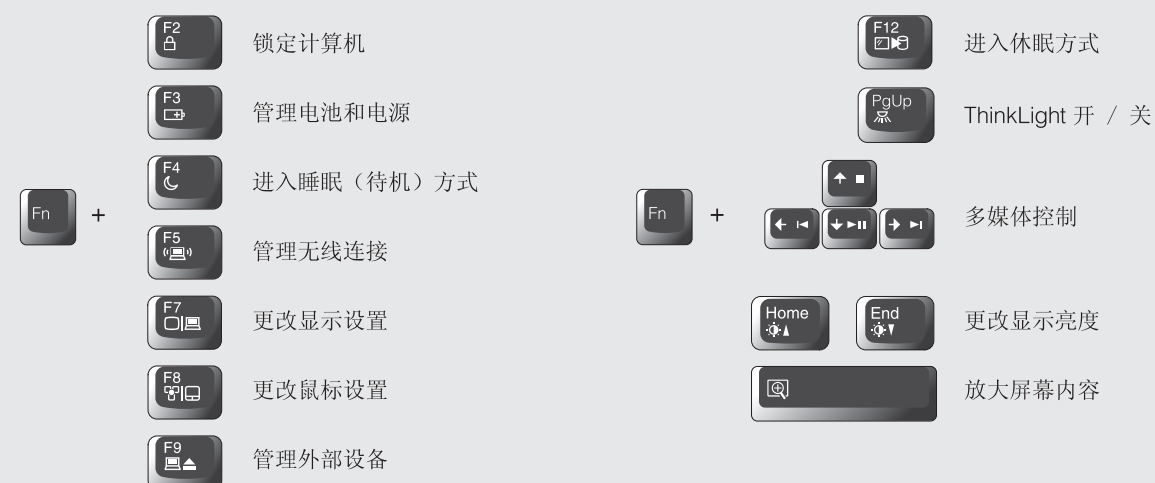 F2
锁定计算机
F3
管理电池和电源
F4
进入睡眠（待机）方式
Fn +
F5
管理无线连接
F7
更改显示设置
F8
更改鼠标设置
F9
管理外部设备
F12
进入休眠方式
PgUp
ThinkLight 开 / 关
Fn +
多媒体控制
Home End
更改显示亮度
放大屏幕内容